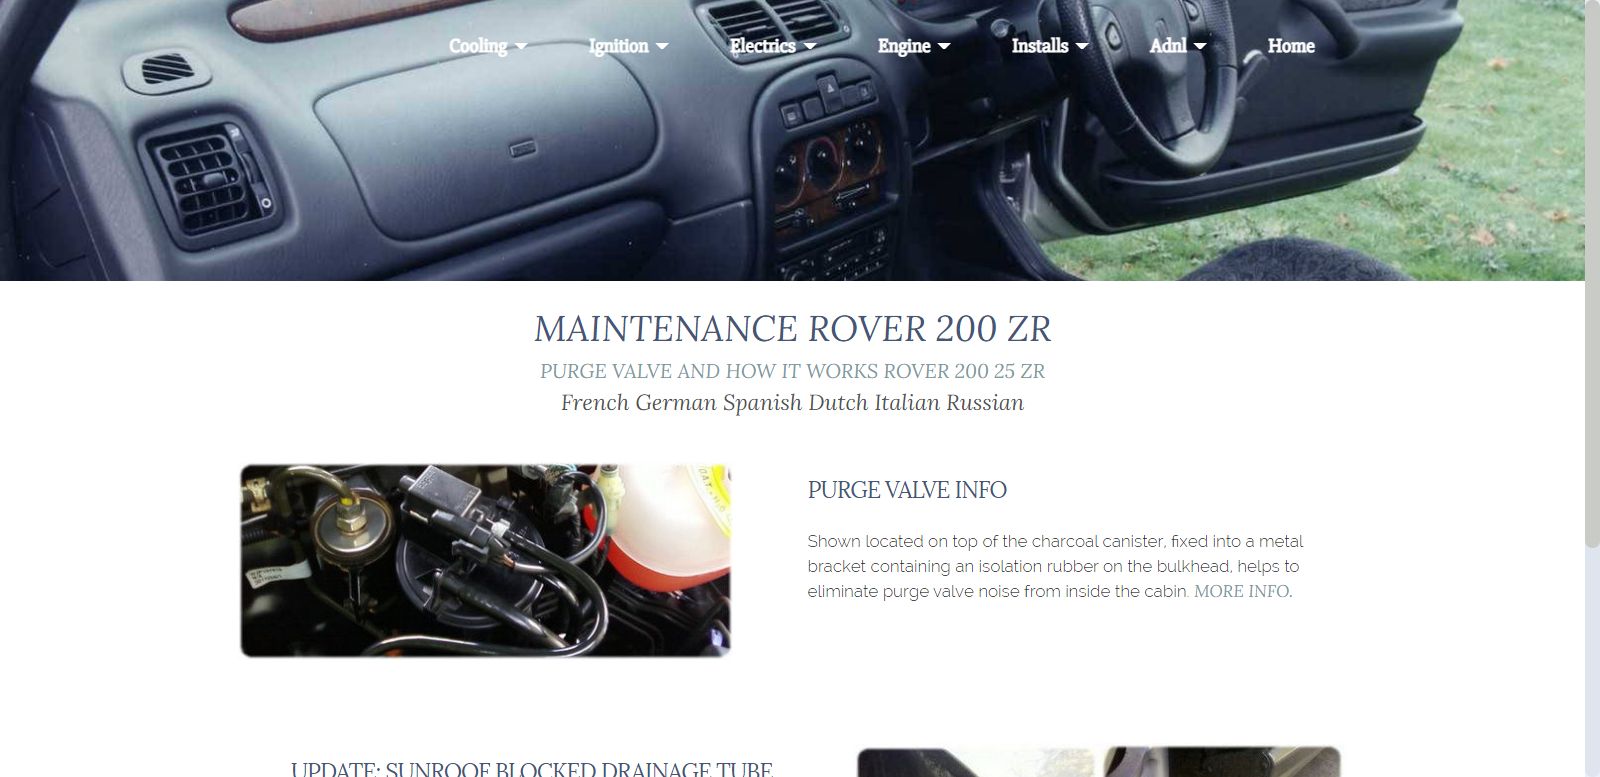 Cooling Ignition Electrics Engine Installs Adnl Home
MAINTENANCE ROVER 200 ZR
PURGE VALVE AND HOW IT WORKS ROVER 200 25 ZR
French German Spanish Dutch Italian Russian
PURGE VALVE INFO
Shown located on top of the charcoal canister, fixed into a metal
bracket containing an isolation rubber on the bulkhead, helps to
eliminate purge valve noise from inside the cabin. MORE INFO.
UPDATE: SUNROOF BLOCKED DRAINAGE TUBE